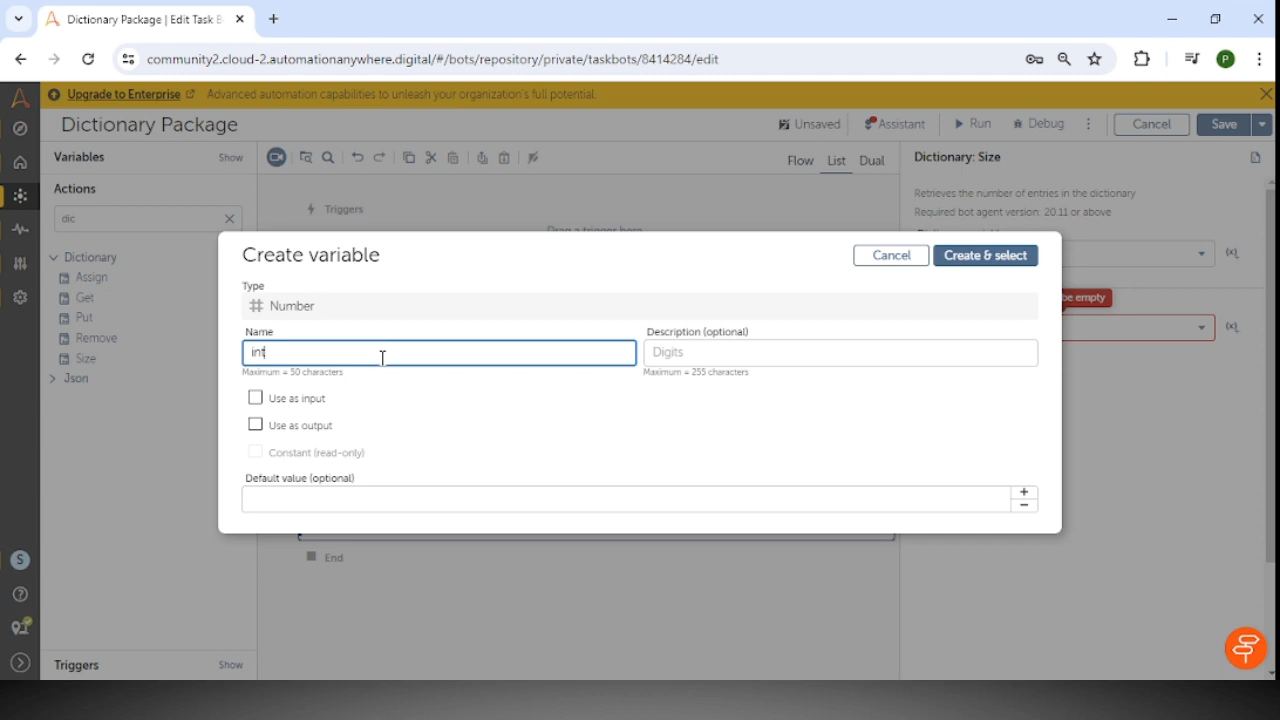 Dictionary Package | Edit Task B
community2.cloud-2.automationanywhere.digital/#/bots/repository/private/taskbots/8414284/edit
P
Upgrade to Enterprise Advanced automation capabilities to unleash your organization's full potential.
Dictionary Package
Unsaved
Assistant
Run
Debug
Cancel
Save
Variables
Show
Flow
List
Dual
Dictionary: Size
Actions
Retrieves the number of entries in the dictionary
Required bot agent version: 20.11 or above
dic
Triggers
Drag a trigger here
Dictionary
Assign
Get
Put
Remove
Size
Json
(x)
be empty
(x)
Create variable
Cancel
Create & select
Type
Number
Name
Description (optional)
int
Digits
Maximum = 50 characters
Maximum = 255 characters
Use as input
Use as output
Constant (read-only)
Default value (optional)
End
S
Triggers
Show